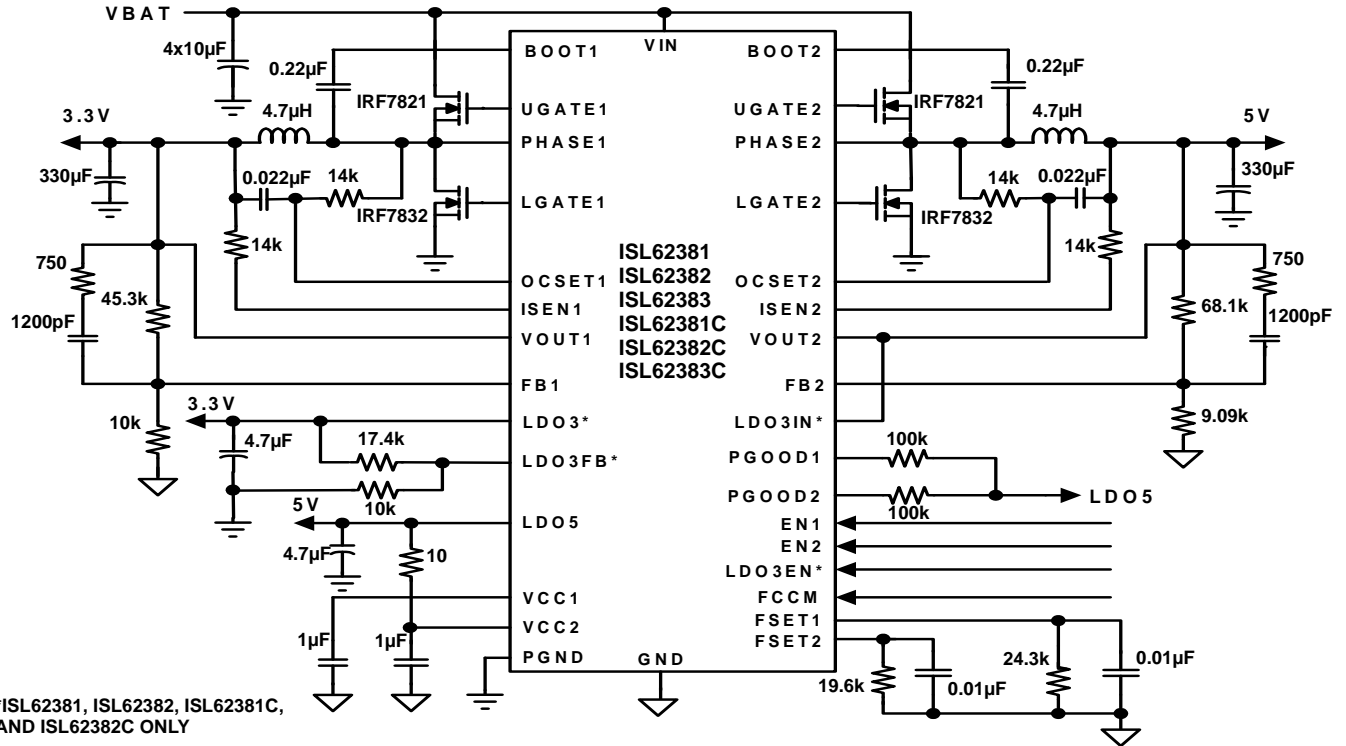 VBAT
4x10µF
0.22µF
IRF7821
4.7µH
3.3V
330µF
0.022µF
14k
IRF7832
14k
750
45.3k
1200pF
10k
3.3V
4.7µF
17.4k
10k
5V
4.7µF
10
1µF
1µF
BOOT1
UGATE1
PHASE1
LGATE1
OCSET1
ISEN1
VOUT1
FB1
LDO3*
LDO3FB*
LDO5
VCC1
VCC2
PGND
VIN
ISL62381
ISL62382
ISL62383
ISL62381C
ISL62382C
ISL62383C
GND
BOOT2
UGATE2
PHASE2
LGATE2
OCSET2
ISEN2
VOUT2
FB2
LDO3IN*
PGOOD1
PGOOD2
EN1
EN2
LDO3EN*
FCCM
FSET1
FSET2
0.22µF
IRF7821
4.7µH
5V
330µF
14k
0.022µF
IRF7832
14k
750
68.1k
1200pF
9.09k
100k
100k
LDO5
24.3k
0.01µF
19.6k
0.01µF
*ISL62381, ISL62382, ISL62381C,
AND ISL62382C ONLY